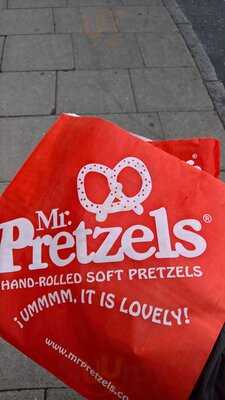 Mr.
Pretzels®
HAND-ROLLED SOFT PRETZELS
¡UMMMM, IT IS LOVELY!
www.mrpretzels.co